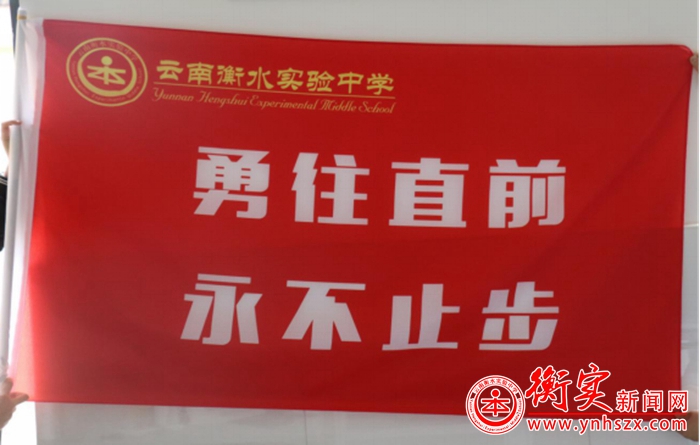 云南衡水实验中学
Yunnan Hengshui Experimental Middle School
勇往直前
永不止步
衡实新闻网
www.ynhszx.com